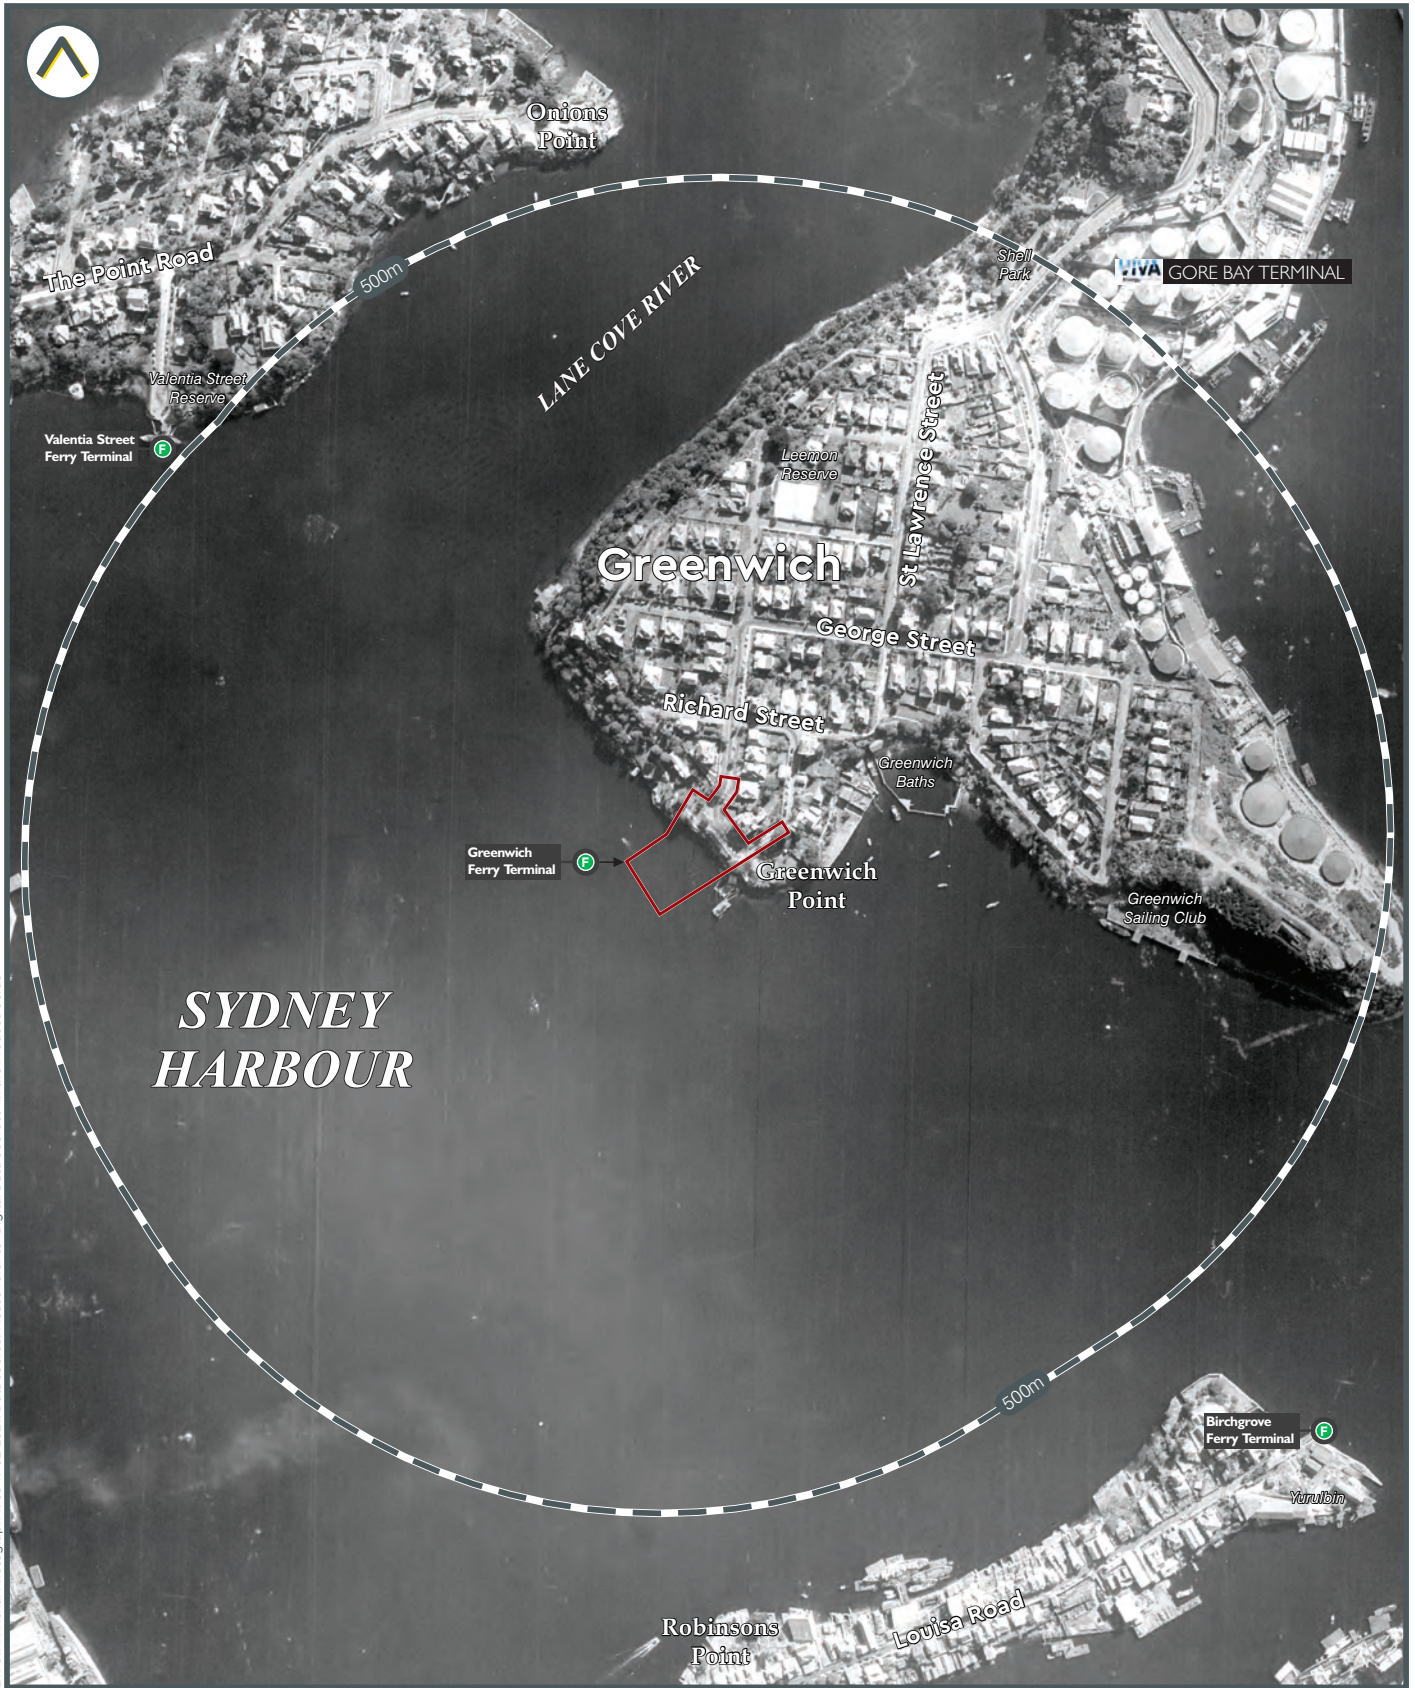 Onions
Point
The Point Road
500m
LANE COVE RIVER
Shell
Park
VIVA GORE BAY TERMINAL
Valentia Street
Reserve
Valentia Street
Ferry Terminal
F
St Lawrence Street
Leemon
Reserve
Greenwich
George Street
Richard Street
Greenwich
Baths
Greenwich
Ferry Terminal
F
Greenwich
Point
Greenwich
Sailing Club
SYDNEY
HARBOUR
500m
Birchgrove
Ferry Terminal
F
Yurulbin
Louisa Road
Robinsons
Point